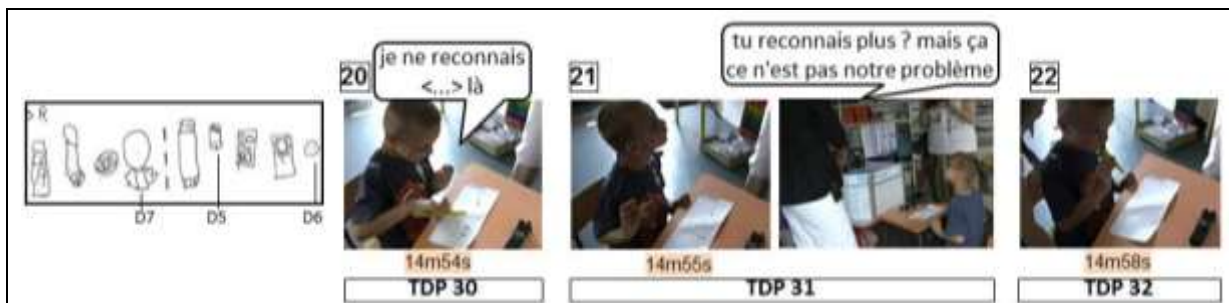 20
je ne reconnais
<...> là
21
tu reconnais plus ? mais ça
ce n'est pas notre problème
22
> R
D7
D5
D6
14m54s
14m55s
14m58s
TDP 30
TDP 31
TDP 32